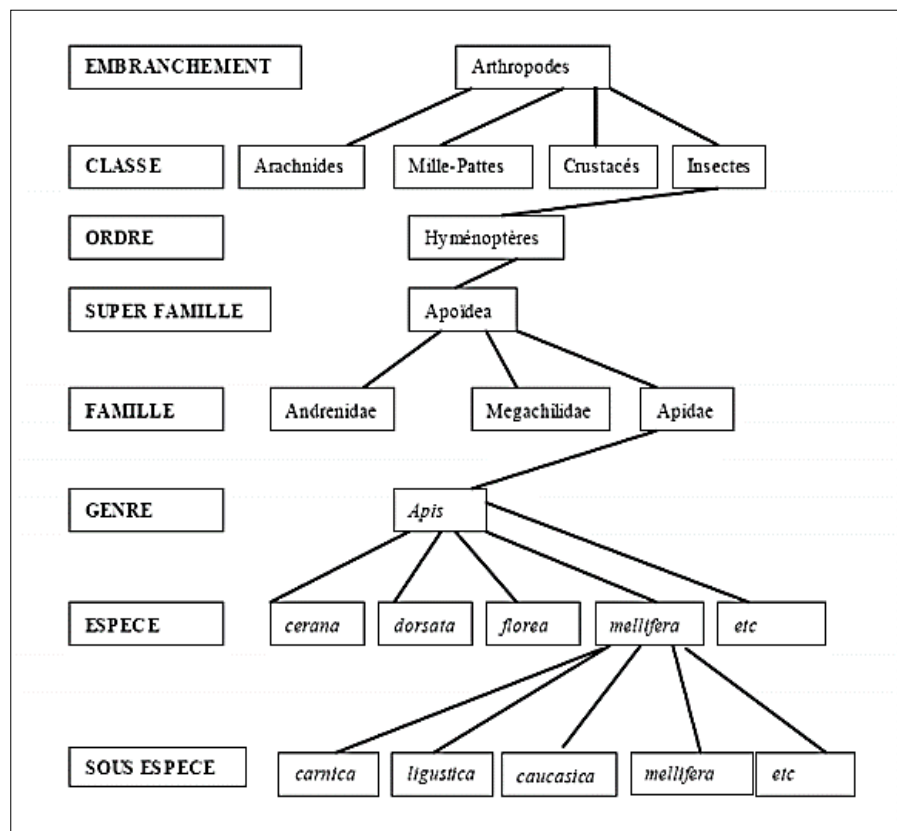 EMBRANCHEMENT Arthropodes
CLASSE Arachnides Mille-Pattes Crustacés Insectes
ORDRE Hyménoptères
SUPER FAMILLE Apoïdea
FAMILLE Andrenidae Megachilidae Apidae
GENRE Apis
ESPECE cerana dorsata florea mellifera etc
SOUS ESPECE carnica ligustica caucasica mellifera etc